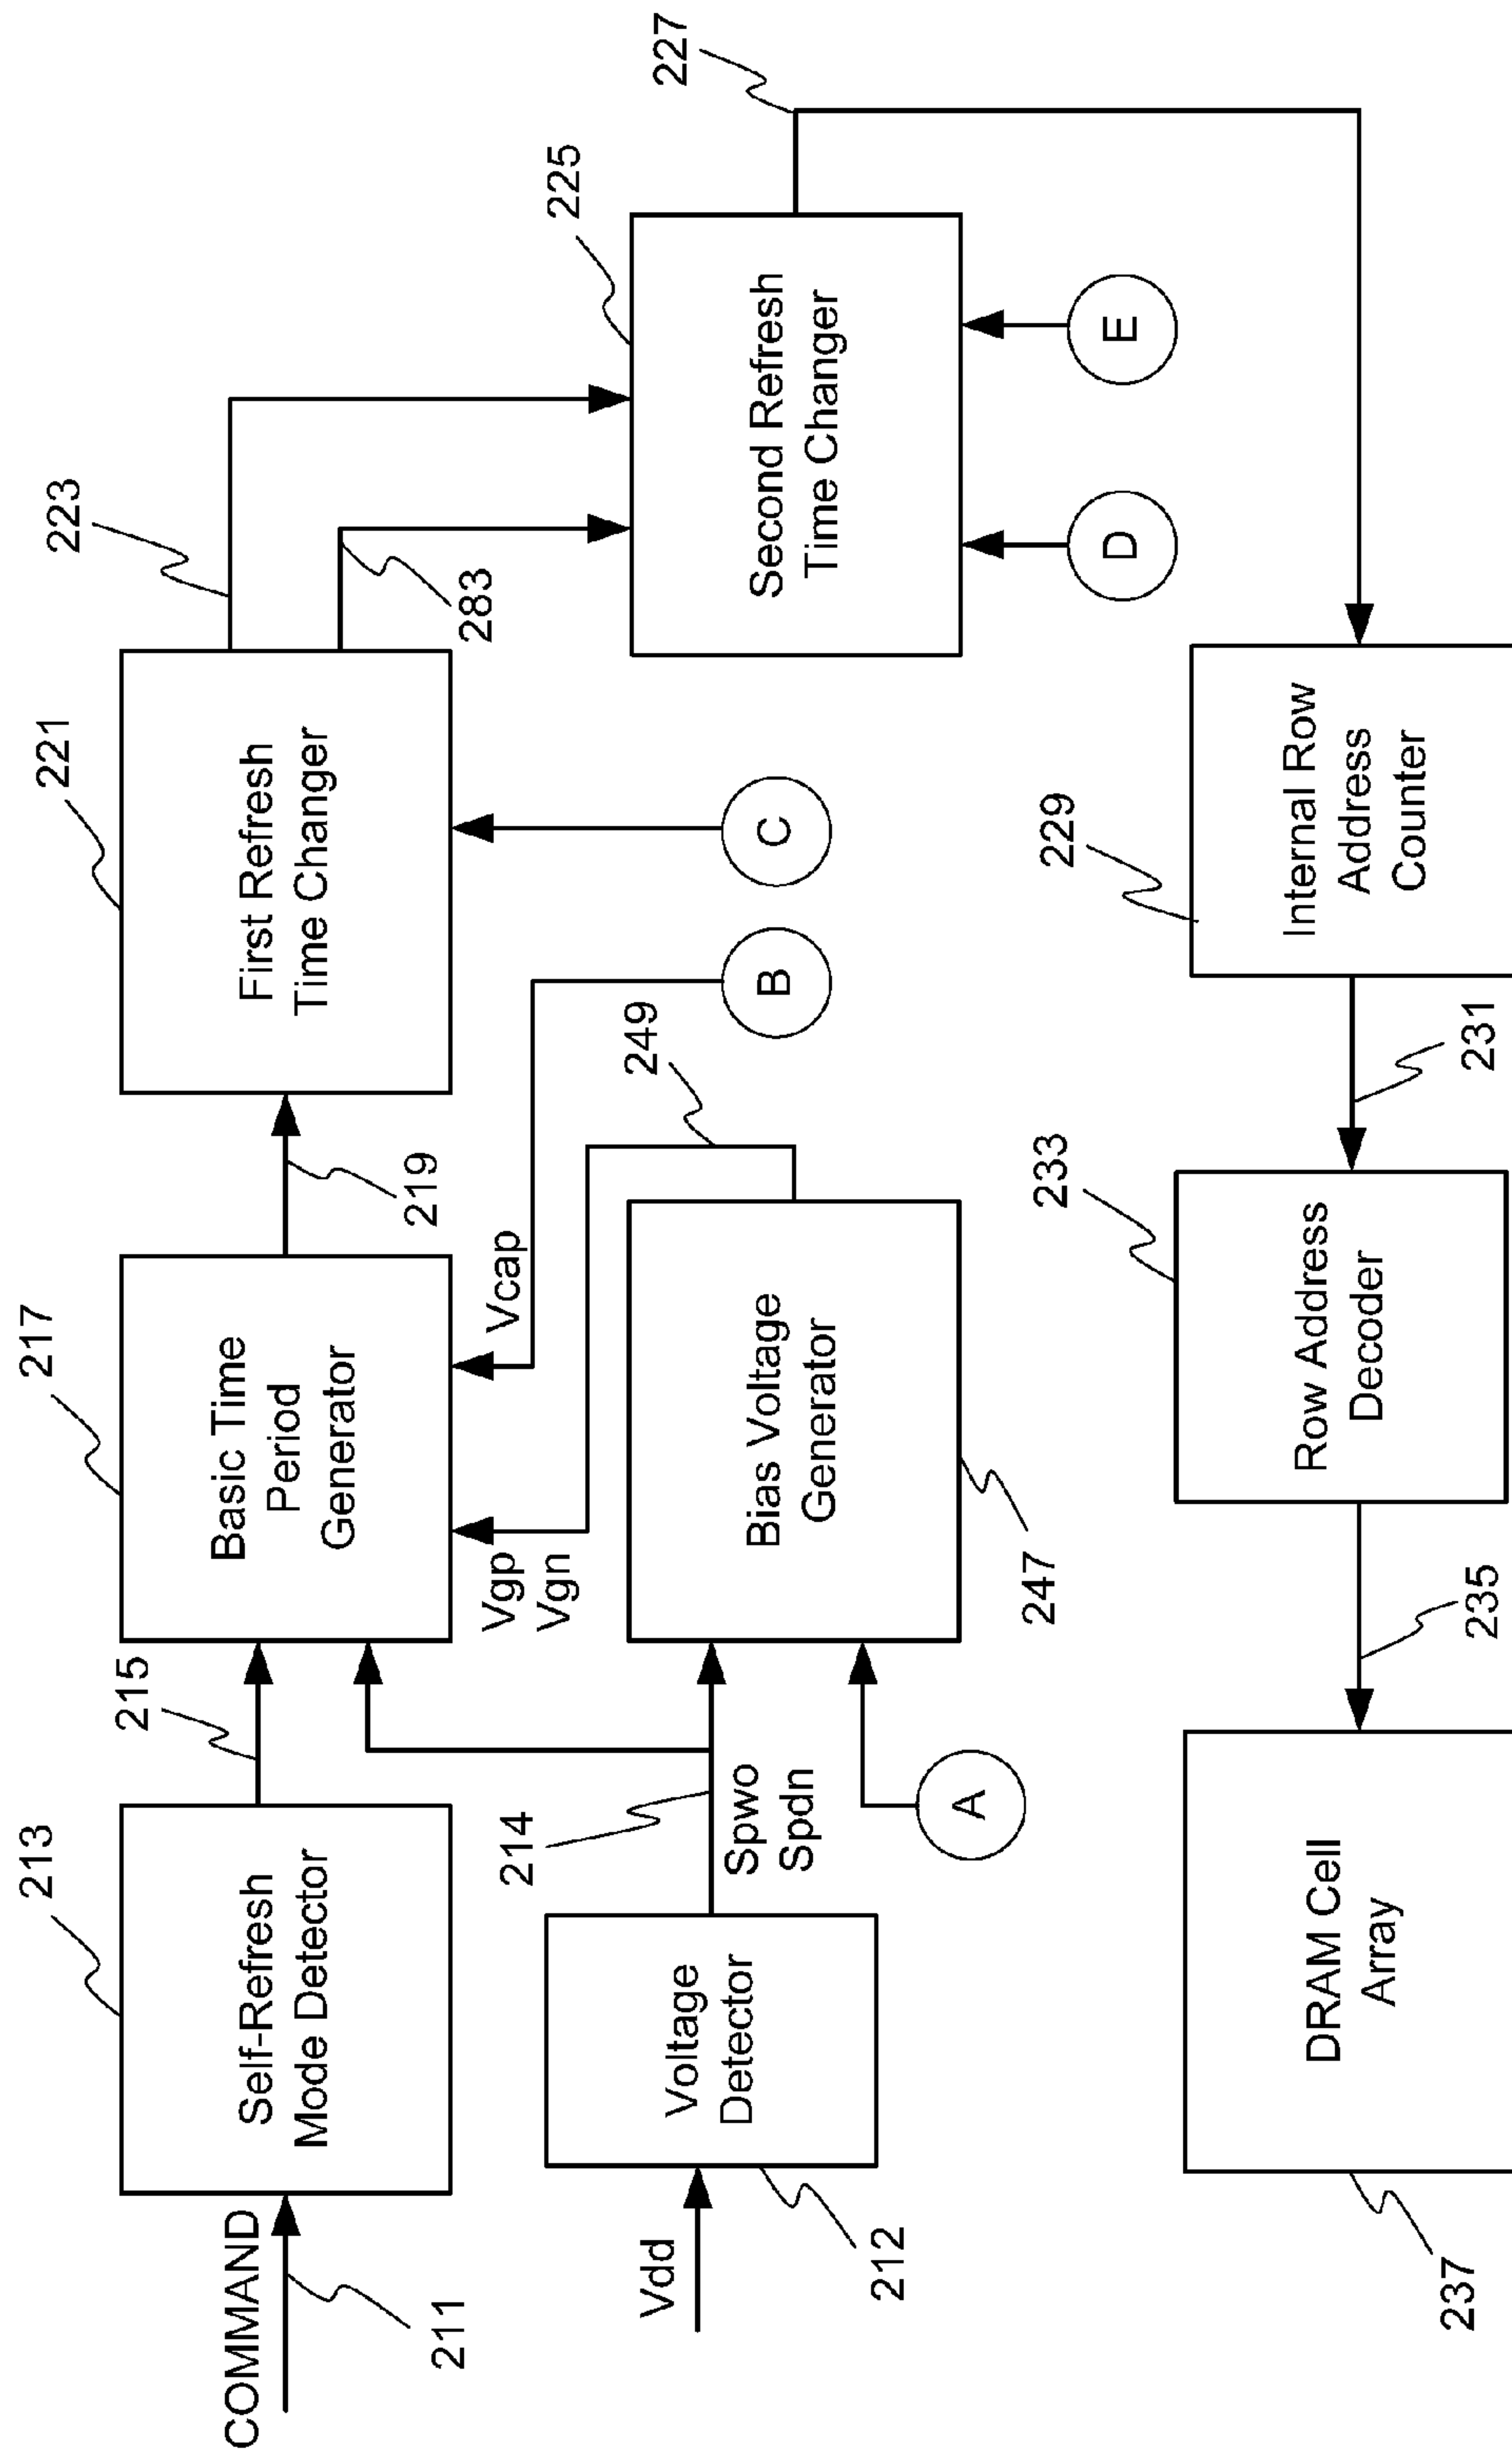 213
217
221
223
227
COMMAND
Self-Refresh
Mode Detector
215
Basic Time
Period
Generator
First Refresh
Time Changer
225
211
219
283
214
Vgp
Vgn
Vcap
249
Vdd
Voltage
Detector
Spwo
Spdn
Bias Voltage
Generator
B
C
Second Refresh
Time Changer
212
A
247
D
E
233
229
DRAM Cell
Array
Row Address
Decoder
Internal Row
Address
Counter
237
235
231